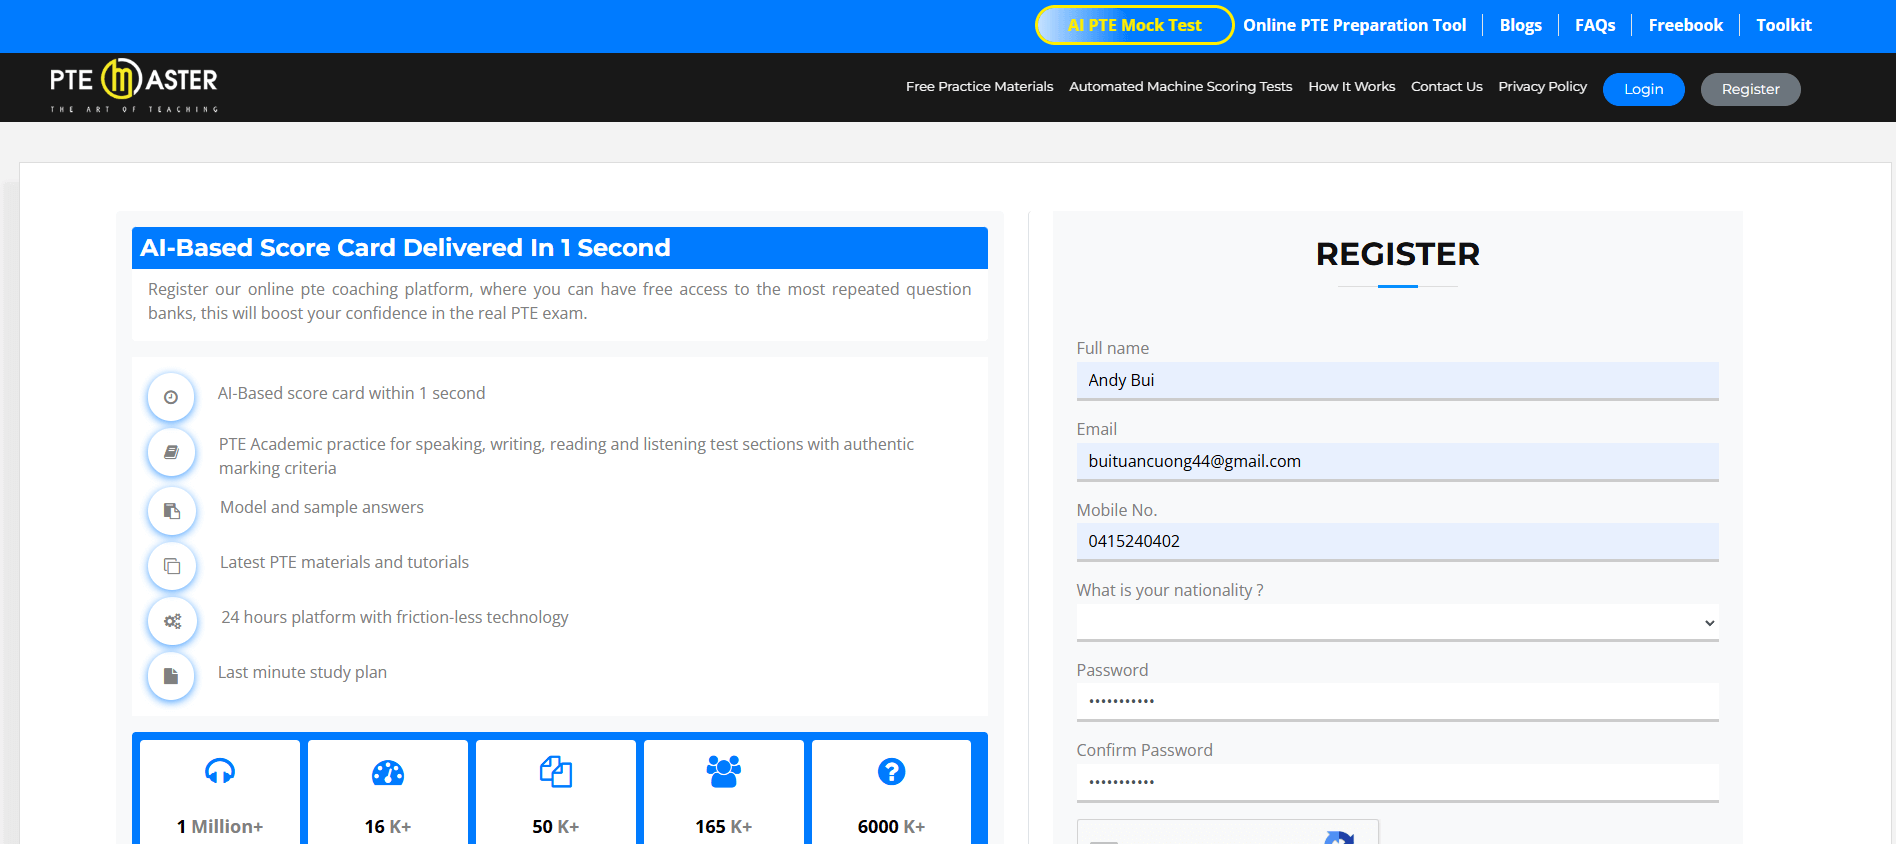 AI PTE Mock Test
Online PTE Preparation Tool
Blogs
FAQs
Freebook
Toolkit
PTE MASTER
THE ART OF TEACHING
Free Practice Materials
Automated Machine Scoring Tests
How It Works
Contact Us
Privacy Policy
Login
Register
AI-Based Score Card Delivered In 1 Second
Register our online pte coaching platform, where you can have free access to the most repeated question
banks, this will boost your confidence in the real PTE exam.
AI-Based score card within 1 second
PTE Academic practice for speaking, writing, reading and listening test sections with authentic
marking criteria
Model and sample answers
Latest PTE materials and tutorials
24 hours platform with friction-less technology
Last minute study plan
1 Million+
16 K+
50 K+
165 K+
6000 K+
REGISTER
Full name
Andy Bui
Email
buituancuong44@gmail.com
Mobile No.
0415240402
What is your nationality ?
Password
•••••••••••
Confirm Password
•••••••••••